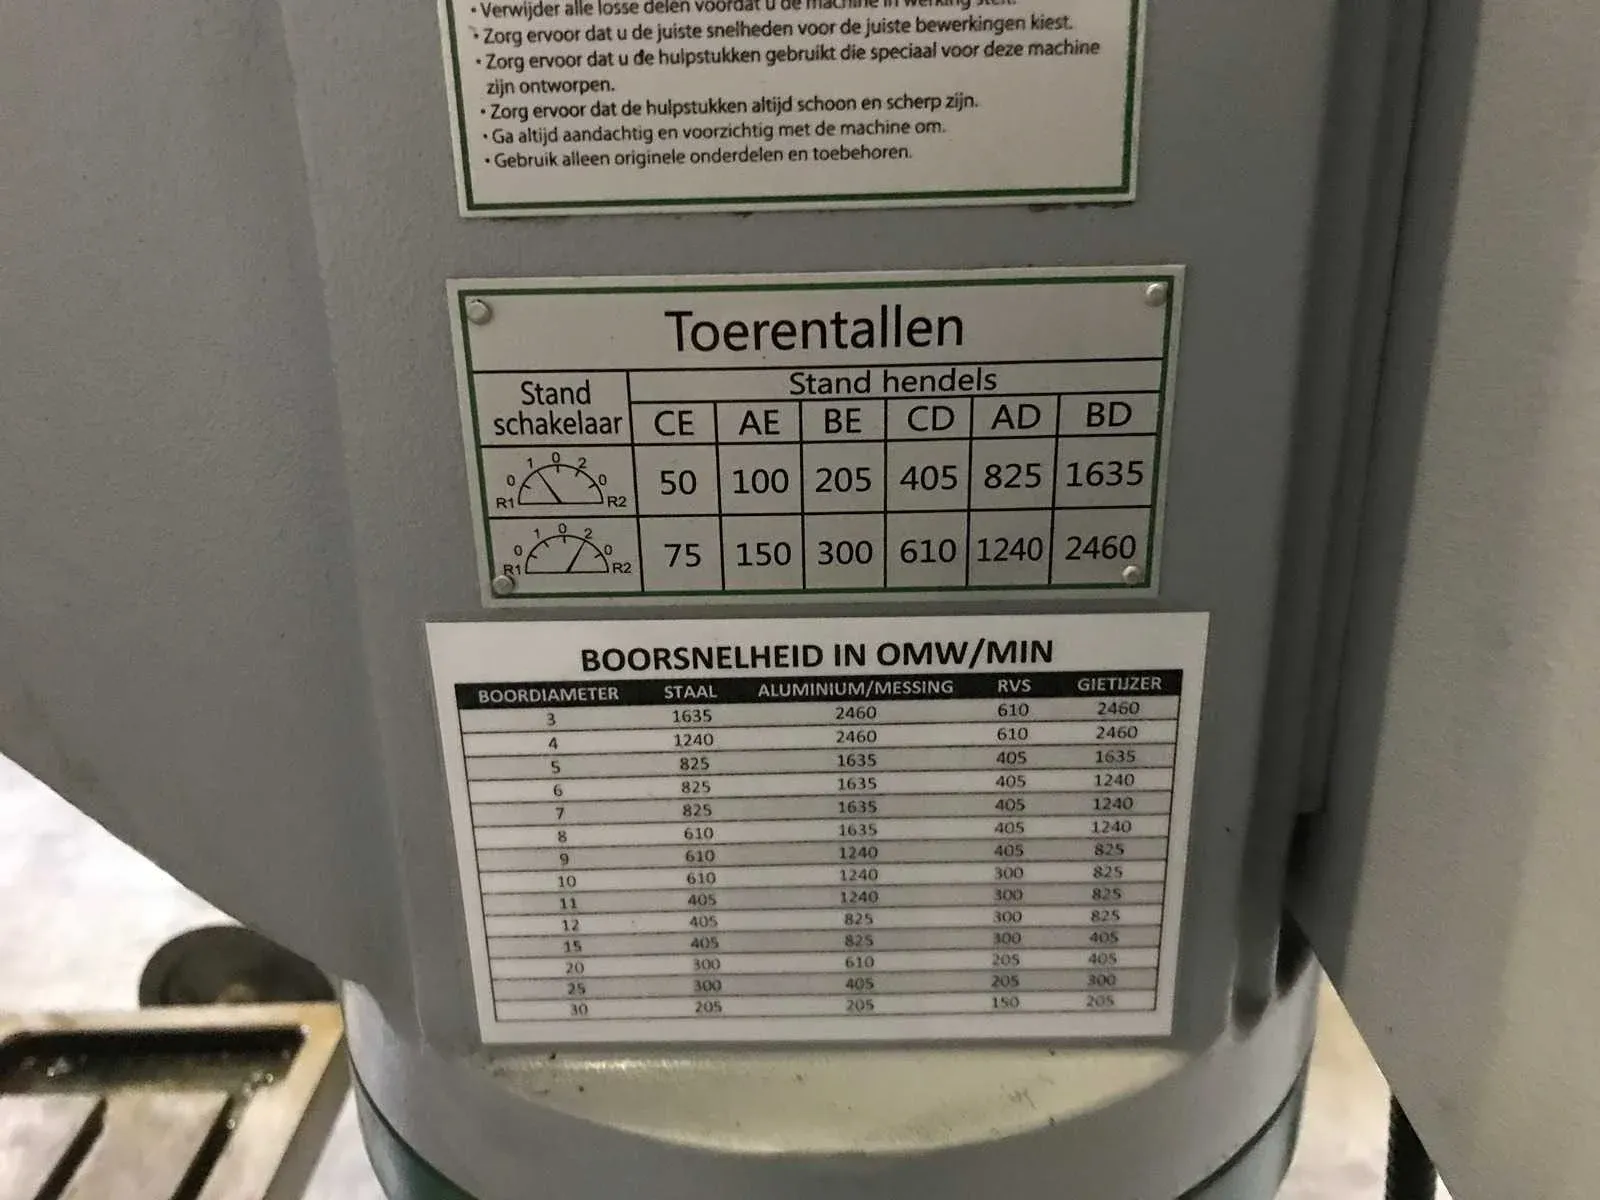 • Verwijder alle losse delen voordat u de machine in werking stelt.
• Zorg ervoor dat u de juiste snelheden voor de juiste bewerkingen kiest.
• Zorg ervoor dat u de hulpstukken gebruikt die speciaal voor deze machine
zijn ontworpen.
• Zorg ervoor dat de hulpstukken altijd schoon en scherp zijn.
• Ga altijd aandachtig en voorzichtig met de machine om.
• Gebruik alleen originele onderdelen en toebehoren.
Toerentallen
Stand schakelaar Stand hendels
CE AE BE CD AD BD
R1 0 1 0 2 0 R2 50 100 205 405 825 1635
R1 0 1 0 2 0 R2 75 150 300 610 1240 2460
BOORSNELHEID IN OMW/MIN
BOORDIAMETER STAAL ALUMINIUM/MESSING RVS GIETIJZER
3 1635 2460 610 2460
4 1240 2460 610 2460
5 825 1635 405 1635
6 825 1635 405 1240
7 825 1635 405 1240
8 610 1635 405 1240
9 610 1240 405 825
10 610 1240 300 825
11 405 1240 300 825
12 405 825 300 825
15 405 825 300 405
20 300 610 205 405
25 300 405 205 300
30 205 205 150 205